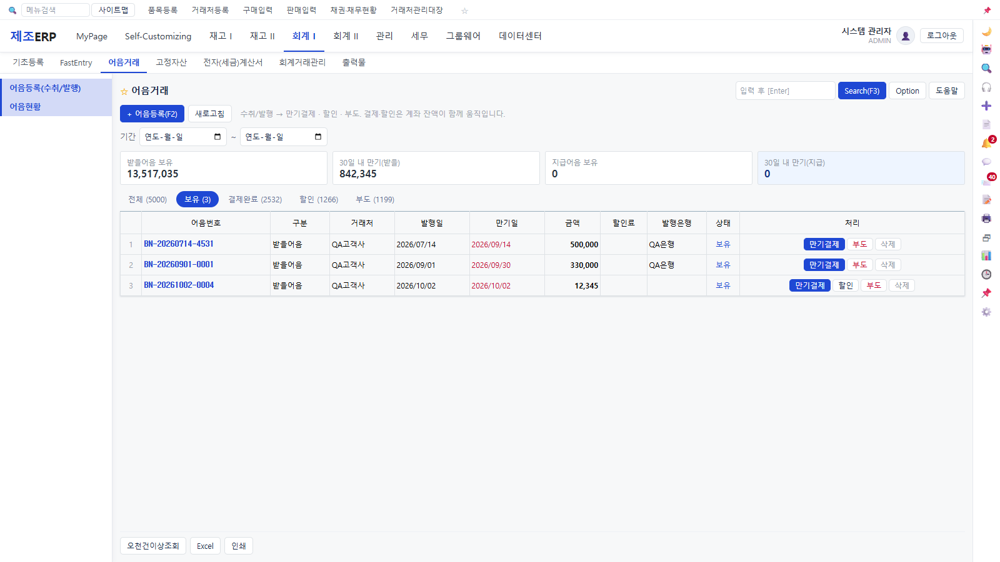 메뉴검색 사이트맵 품목등록 거래처등록 구매입력 판매입력 채권·채무현황 거래처관리대장 ☆
제조ERP MyPage Self-Customizing 재고 I 재고 II 회계 I 회계 II 관리 세무 그룹웨어 데이터센터 시스템 관리자 ADMIN 로그아웃
기초등록 FastEntry 어음거래 고정자산 전자(세금)계산서 회계거래관리 출력물
어음등록(수취/발행)
어음현황
☆ 어음거래 입력 후 [Enter] Search(F3) Option 도움말
+ 어음등록(F2) 새로고침 수취/발행 → 만기결제 · 할인 · 부도. 결제·할인은 계좌 잔액이 함께 움직입니다.
기간 연도-월-일 ~ 연도-월-일
받을어음 보유 30일 내 만기(받을) 지급어음 보유 30일 내 만기(지급)
13,517,035 842,345 0 0
전체 (5000) 보유 (3) 결제완료 (2532) 할인 (1266) 부도 (1199)
어음번호 구분 거래처 발행일 만기일 금액 할인료 발행은행 상태 처리
1 BN-20260714-4531 받을어음 QA고객사 2026/07/14 2026/09/14 500,000 QA은행 보유 만기결제 부도 삭제
2 BN-20260901-0001 받을어음 QA고객사 2026/09/01 2026/09/30 330,000 QA은행 보유 만기결제 부도 삭제
3 BN-20261002-0004 받을어음 QA고객사 2026/10/02 2026/10/02 12,345 보유 만기결제 할인 부도 삭제
오천건이상조회 Excel 인쇄
2
40